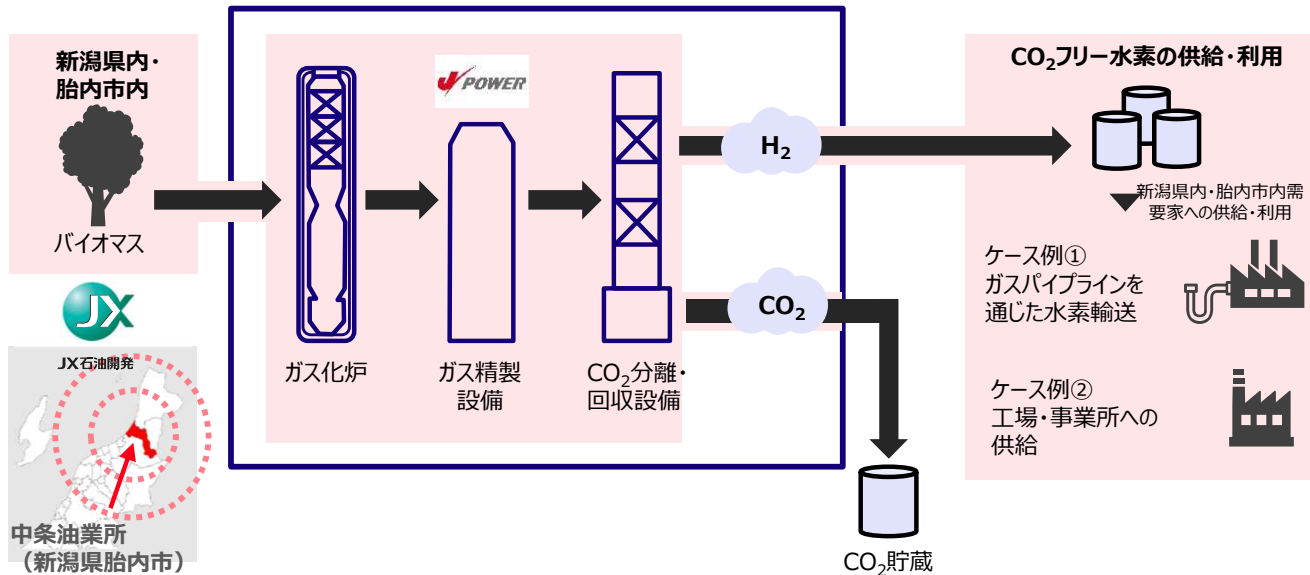 新潟県内・
胎内市内
バイオマス
JX
JX石油開発
中条油業所
（新潟県胎内市）
J POWER
ガス化炉
ガス精製
設備
CO₂分離・
回収設備
H₂
CO₂
CO₂貯蔵
CO₂フリー水素の供給・利用
新潟県内・胎内市内需
要家への供給・利用
ケース例①
ガスパイプラインを
通じた水素輸送
ケース例②
工場・事業所への
供給